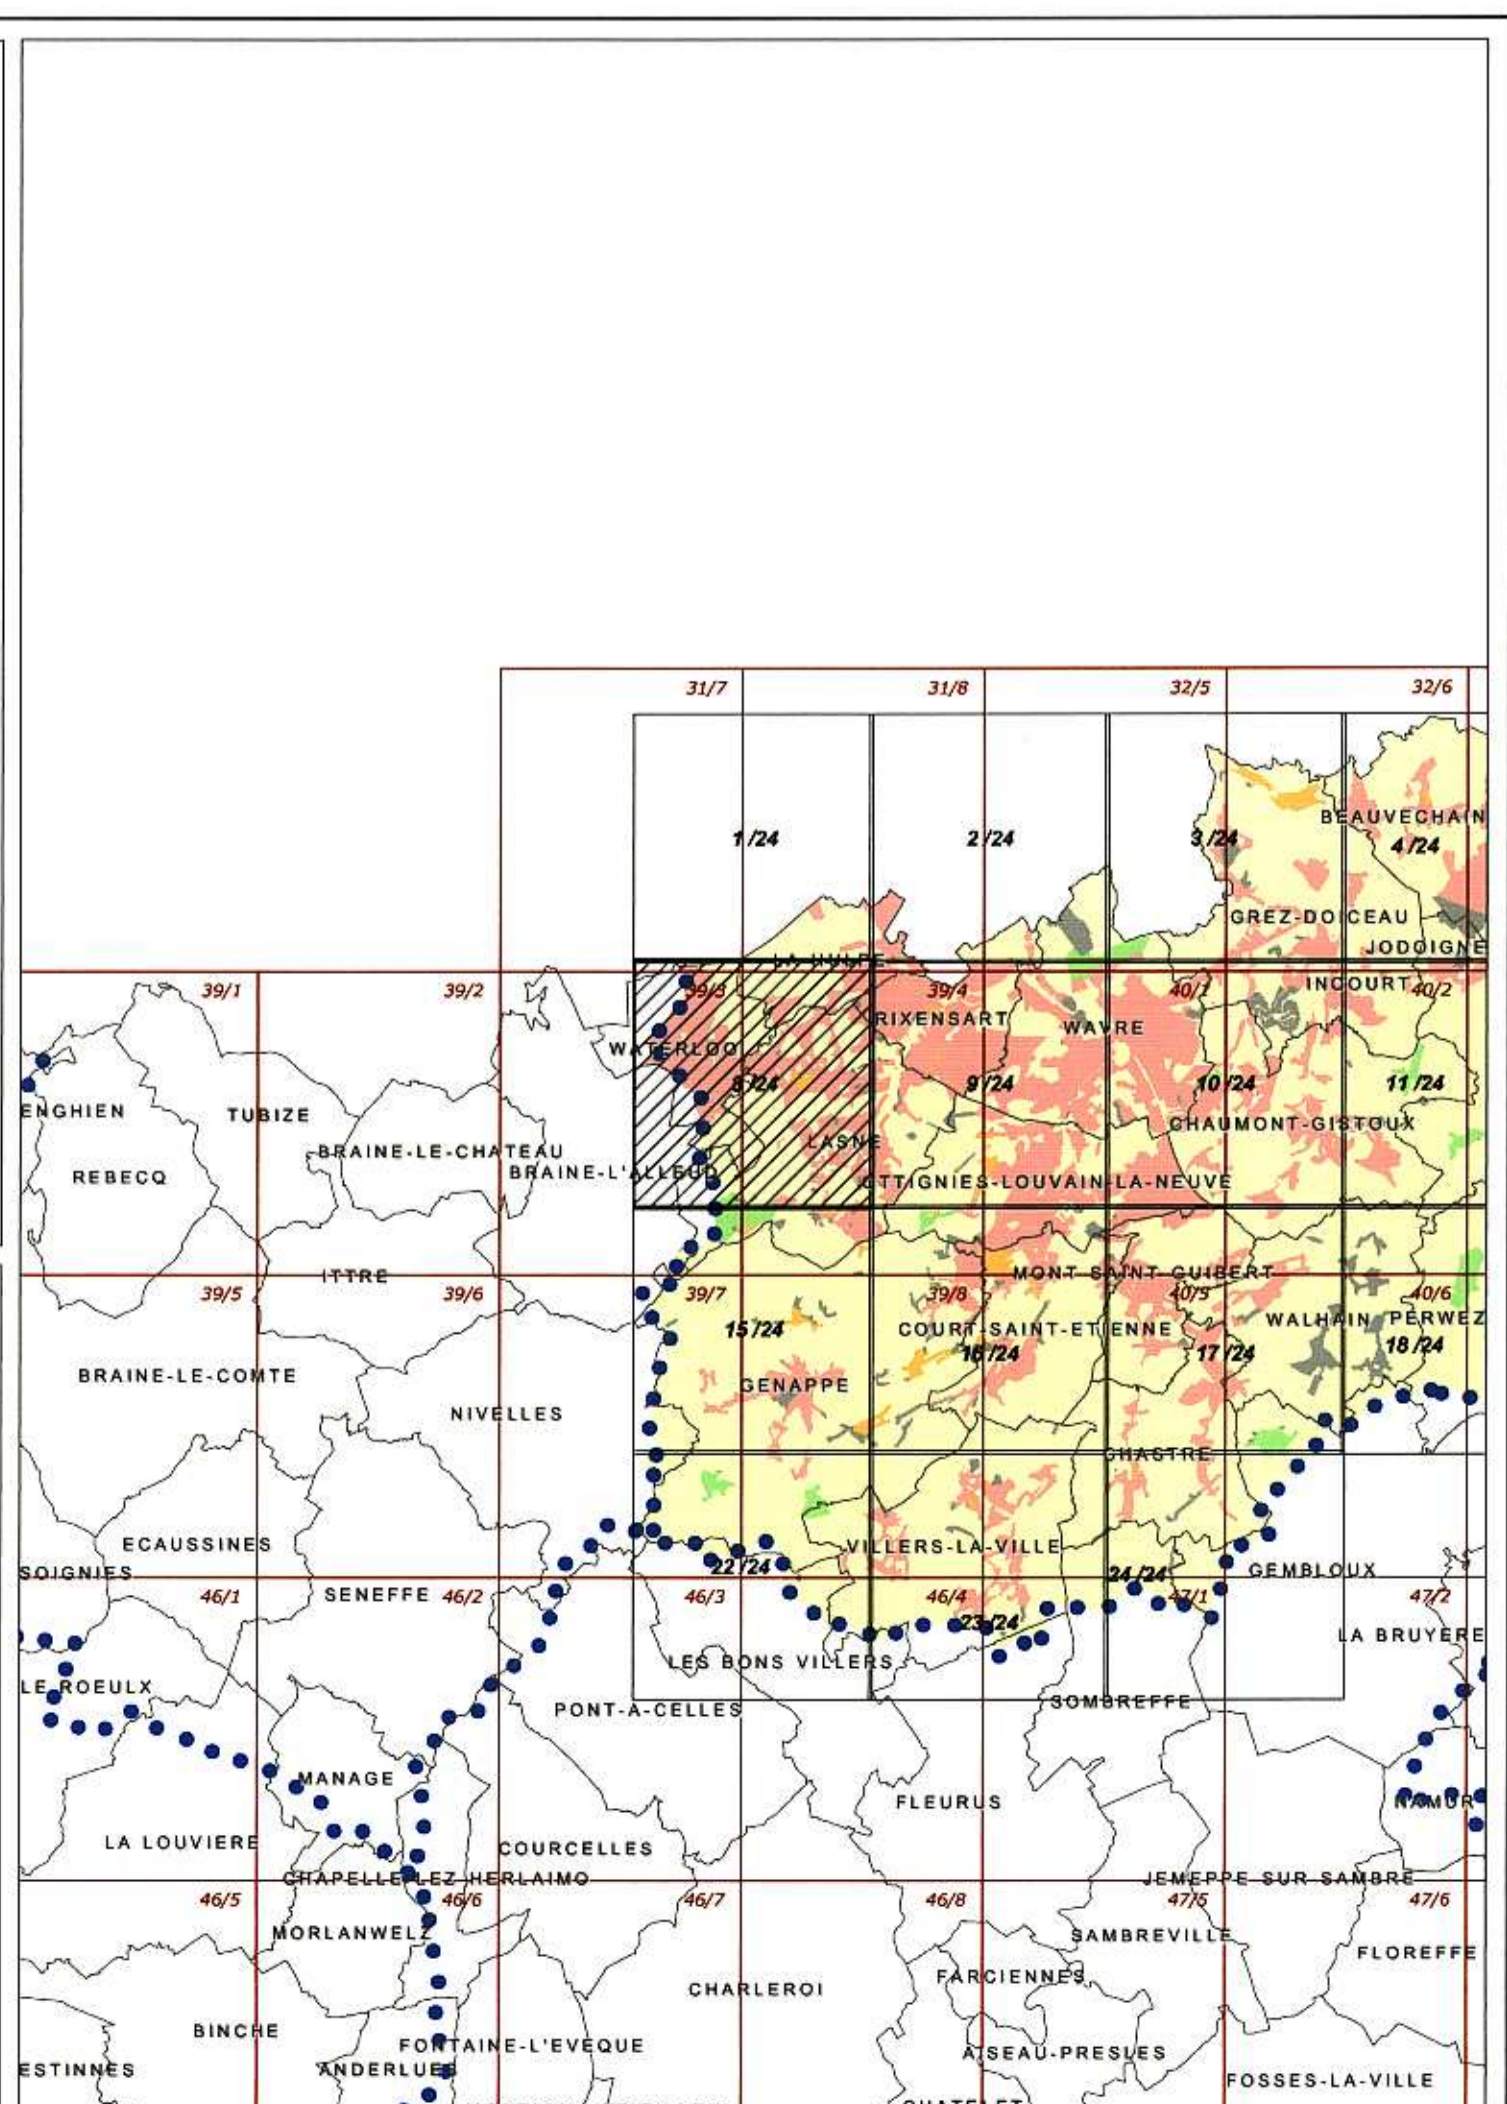 31/7
31/8
32/5
32/6
1 /24
2 /24
3 /24
BEAUVECHAIN
4 /24
GREZ-DOICEAU
JODOIGNE
LA HULPE
39/1
39/2
39/3
39/4
40/1
INCOURT
40/2
RIXENSART
WAVRE
WATERLOO
8 /24
9 /24
10 /24
11 /24
ENGHIEN
TUBIZE
CHAUMONT-GISTOUX
LASNE
BRAINE-LE-CHATEAU
BRAINE-L'ALLEUD
REBECQ
OTTIGNIES-LOUVAIN-LA-NEUVE
ITTRE
MONT-SAINT-GUIBERT
39/5
39/6
39/7
39/8
40/5
40/6
WALHAIN
PERWEZ
15 /24
COURT-SAINT-ETIENNE
16 /24
17 /24
18 /24
BRAINE-LE-COMTE
GENAPPE
NIVELLES
CHASTRE
ECAUSSINES
VILLERS-LA-VILLE
SOIGNIES
22 /24
24 /24
GEMBLOUX
46/1
SENEFFE
46/2
46/3
46/4
47/1
47/2
23 /24
LA BRUYERE
LES BONS VILLERS
LE ROEULX
PONT-A-CELLES
SOMBREFFE
MANAGE
FLEURUS
NAMUR
LA LOUVIERE
COURCELLES
CHAPELLE-LEZ-HERLAIMO
JEMEPPE-SUR-SAMBRE
46/5
46/6
46/7
46/8
47/5
47/6
MORLANWELZ
SAMBREVILLE
FLOREFFE
FARCIENNES
CHARLEROI
BINCHE
FONTAINE-L'EVEQUE
AISEAU-PRESLES
ESTINNES
ANDERLUES
FOSSES-LA-VILLE
CHATELET